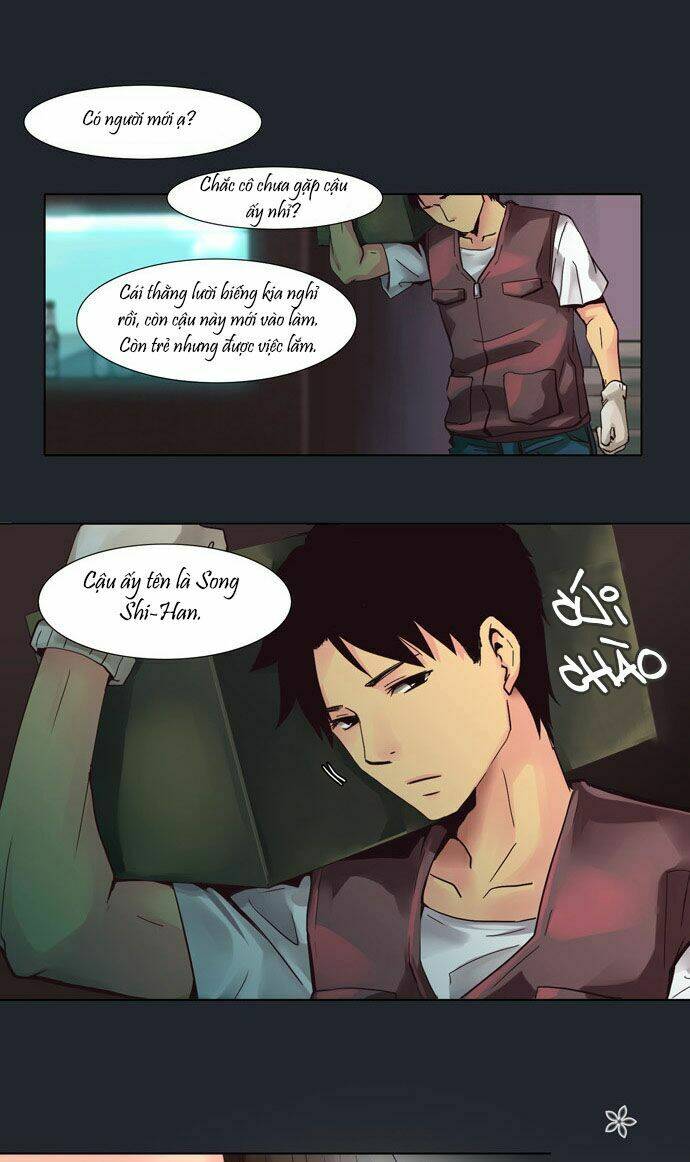 Có người mới ạ?
Chắc cô chưa gặp cậu
ấy nhỉ?
Cái thằng lười biếng kia nghỉ
rồi, còn cậu này mới vào làm.
Còn trẻ nhưng được việc lắm.
Cậu ấy tên là Song
Shi-Han.
CÚI
CHÀO